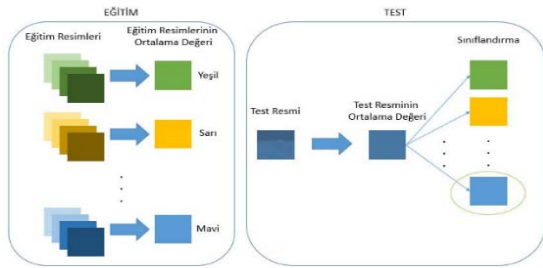 EĞİTİM
Eğitim Resimleri
Eğitim Resimlerinin
Ortalama Değeri
Yeşil
Sarı
Mavi
TEST
Sınıflandırma
Test Resmi
Test Resminin
Ortalama Değeri